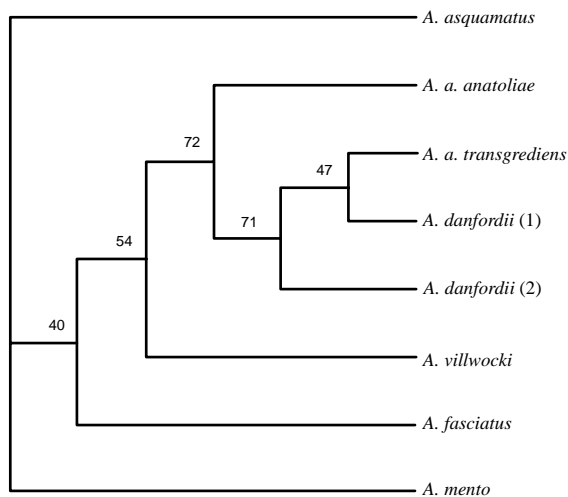 A. asquamatus
A. a. anatoliae
72
A. a. transgrediens
47
A. danfordii (1)
71
54
A. danfordii (2)
40
A. villwocki
A. fasciatus
A. mento